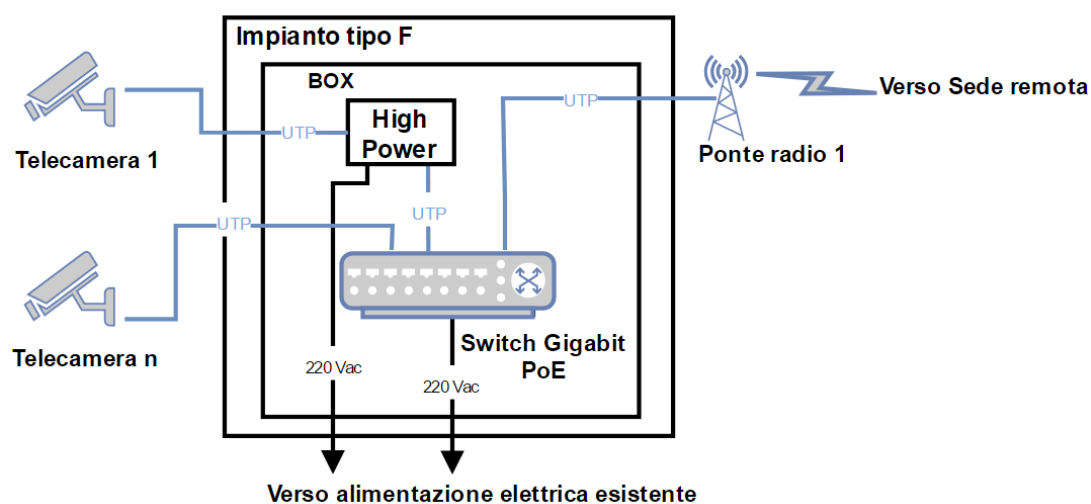 Impianto tipo F
BOX
High
Power
UTP
UTP
Verso Sede remota
Telecamera 1
Ponte radio 1
UTP
UTP
Switch Gigabit
PoE
Telecamera n
220 Vac
220 Vac
Verso alimentazione elettrica esistente